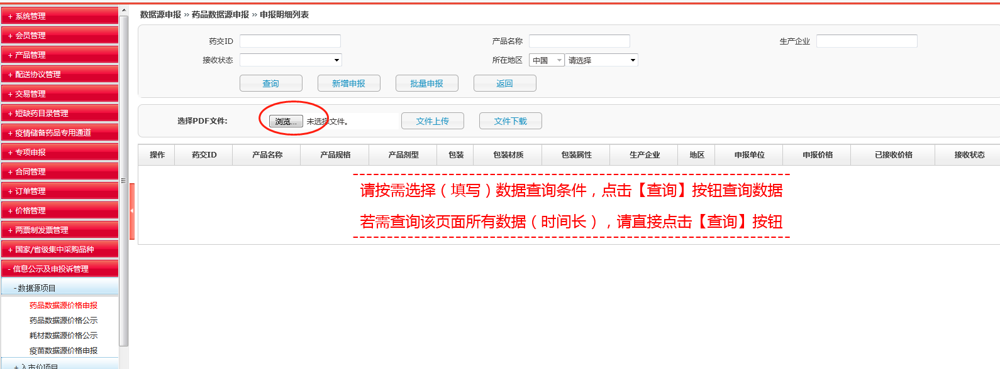 + 系统管理
+ 会员管理
+ 产品管理
+ 配送协议管理
+ 交易管理
+ 短缺药目录管理
+ 疫情储备药品专用通道
+ 专项申报
+ 合同管理
+ 订单管理
+ 价格管理
+ 两票制发票管理
+ 国家/省级集中采购品种
- 信息公示及申投诉管理
- 数据源项目
药品数据源价格申报
药品数据源价格公示
耗材数据源价格公示
疫苗数据源价格申报
+ 入市价项目
数据源申报 » 药品数据源申报 » 申报明细列表
药交ID 产品名称 生产企业
接收状态 所在地区 中国 请选择
查询 新增申报 批量申报 返回
选择PDF文件: 浏览... 未选择文件。 文件上传 文件下载
操作 药交ID 产品名称 产品规格 产品剂型 包装 包装材质 包装属性 生产企业 地区 申报单位 申报价格 已接收价格 接收状态
请按需选择（填写）数据查询条件，点击【查询】按钮查询数据
若需查询该页面所有数据（时间长），请直接点击【查询】按钮